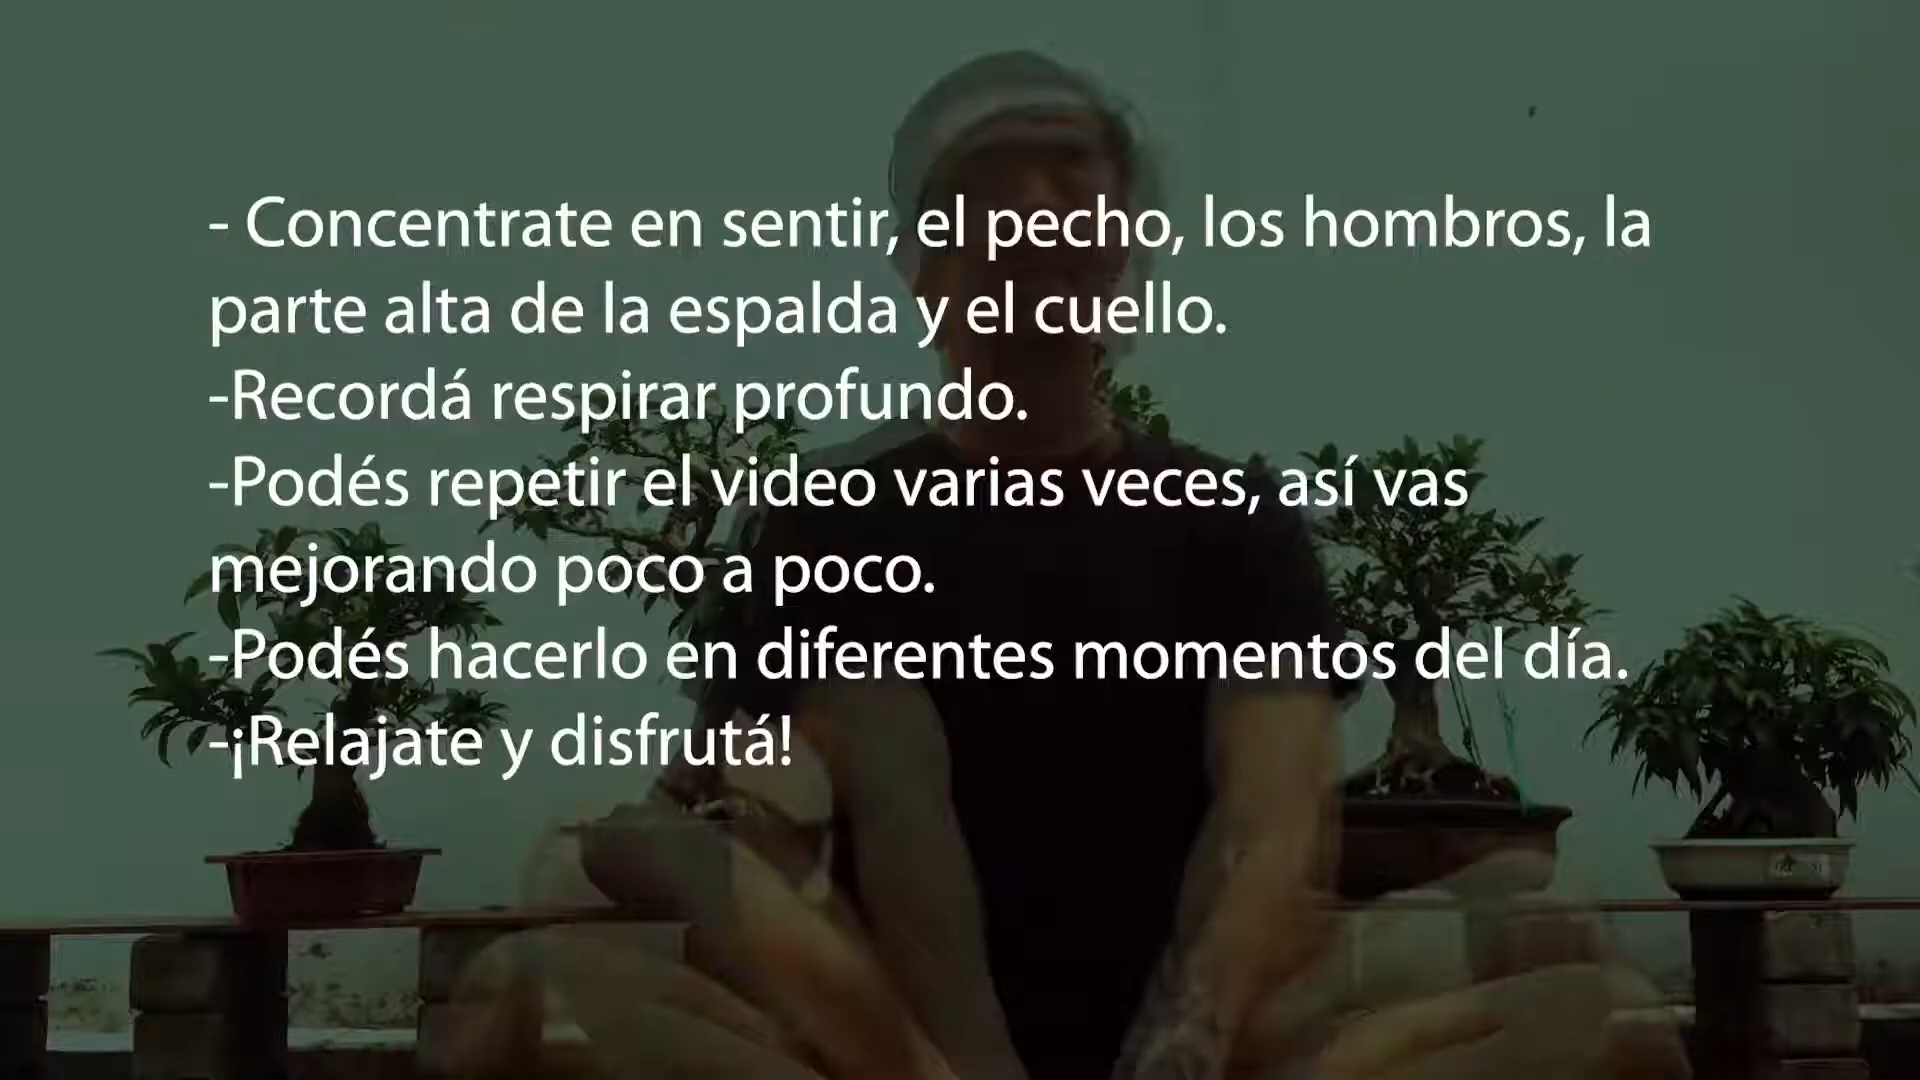 - Concentrate en sentir, el pecho, los hombros, la
parte alta de la espalda y el cuello.
-Recordá respirar profundo.
-Podés repetir el video varias veces, así vas
mejorando poco a poco.
-Podés hacerlo en diferentes momentos del día.
-¡Relajate y disfrutá!